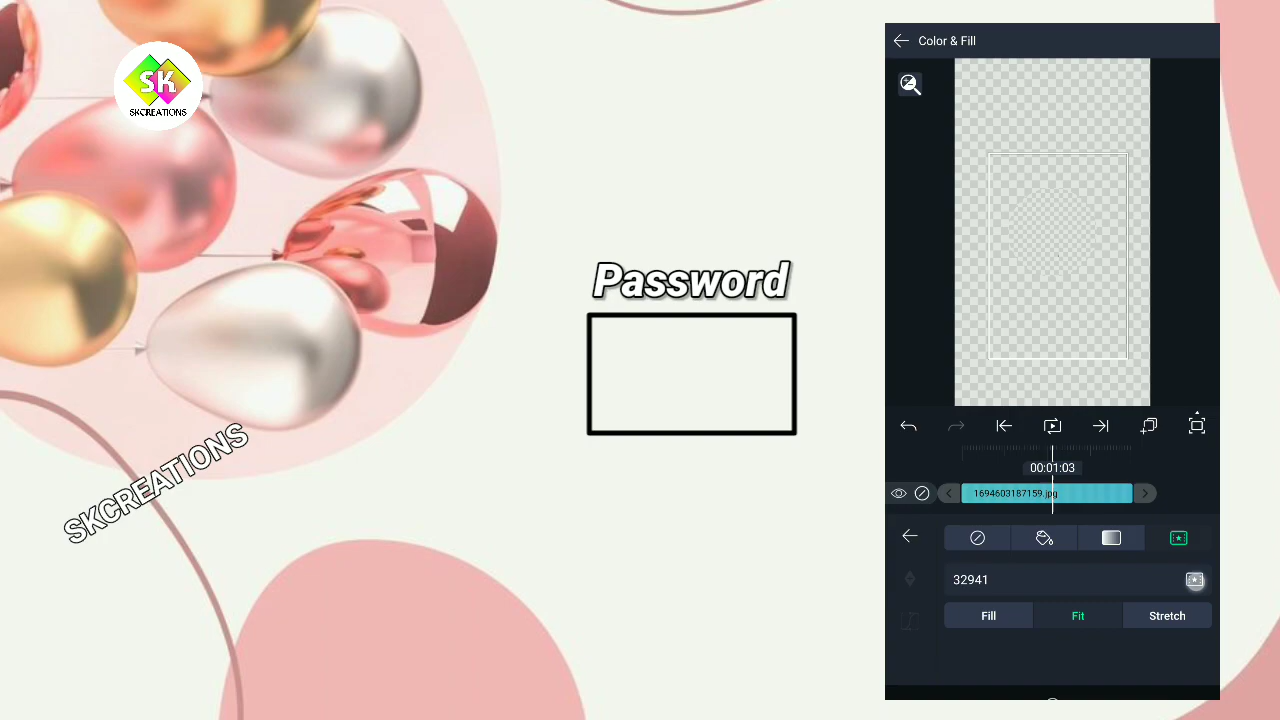 SK
SKCREATIONS
SKCREATIONS
Password
Color & Fill
00:01:03
1694603187159.jpg
32941
Fill
Fit
Stretch